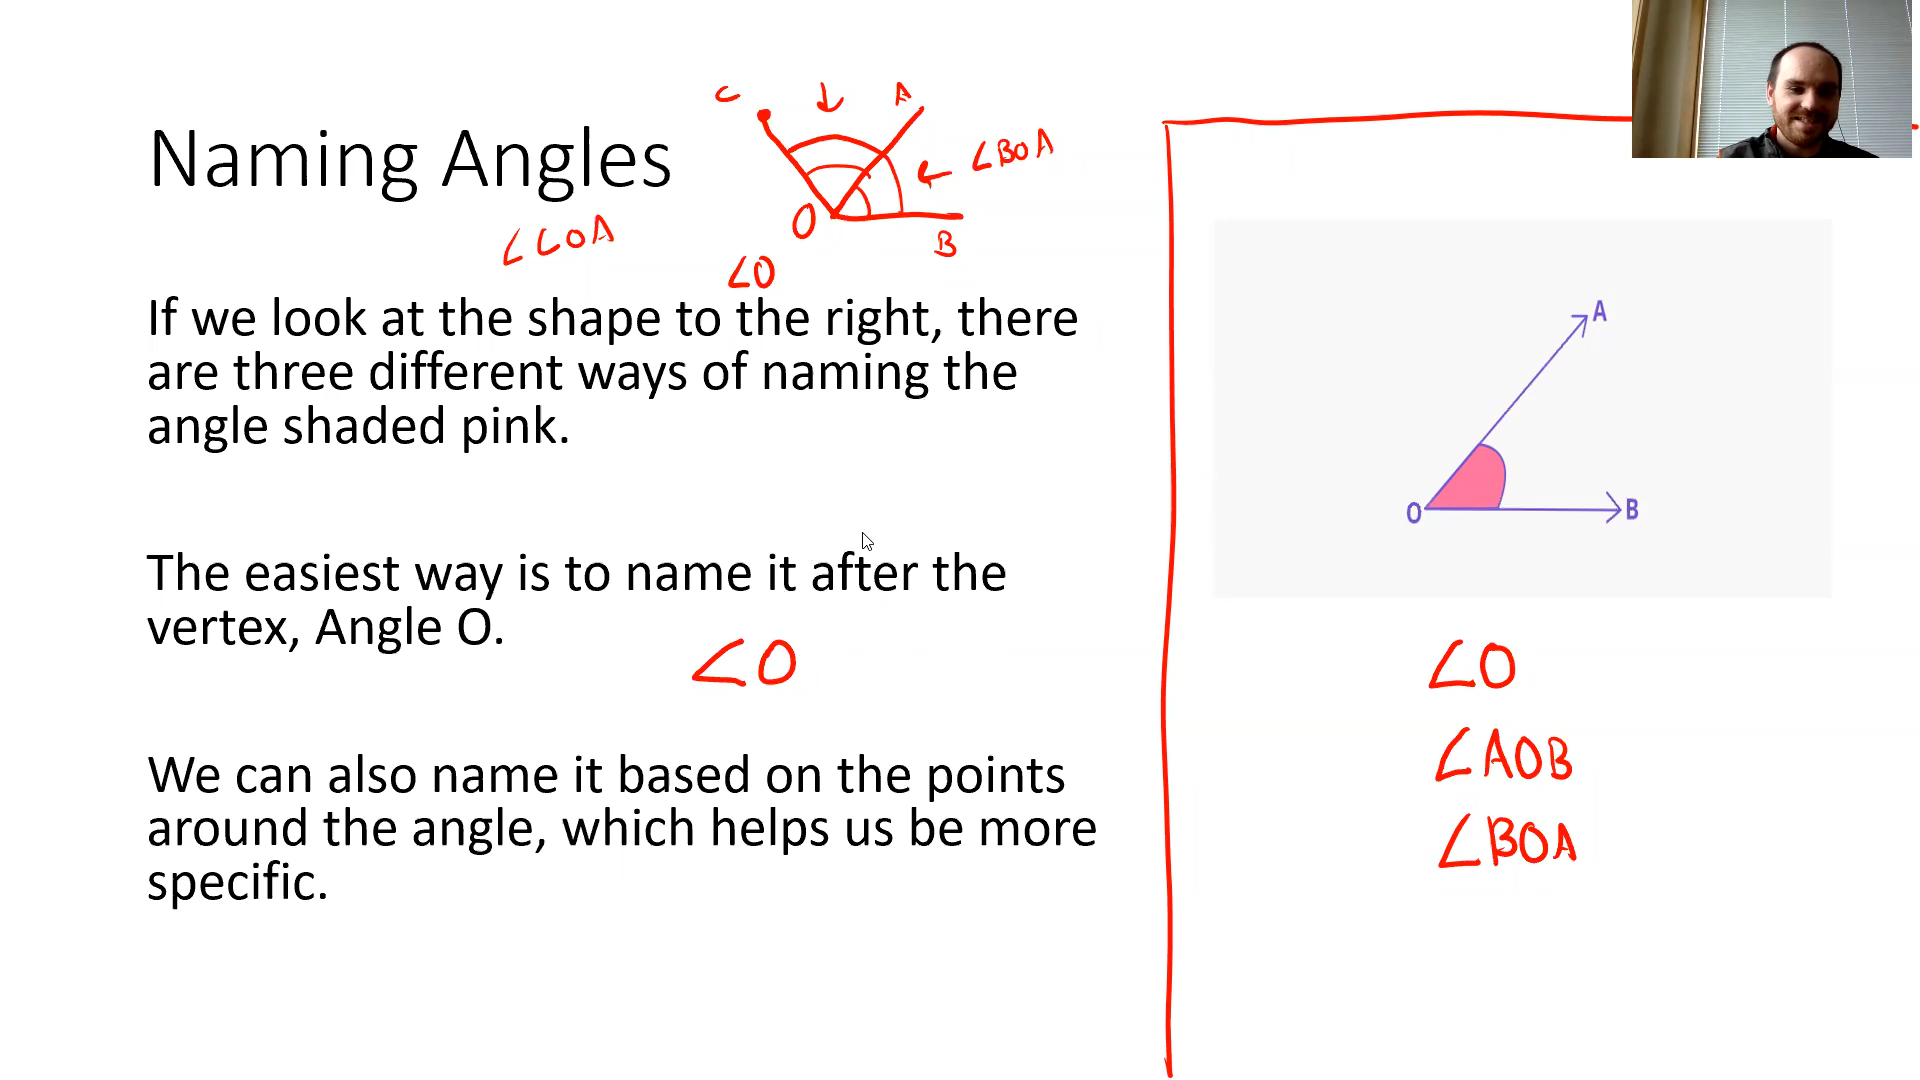 C
A
Naming Angles
∠BOA
∠COA
O
B
∠O
If we look at the shape to the right, there
are three different ways of naming the
angle shaded pink.
The easiest way is to name it after the
vertex, Angle O.
∠O
We can also name it based on the points
around the angle, which helps us be more
specific.
A
O
B
∠O
∠AOB
∠BOA